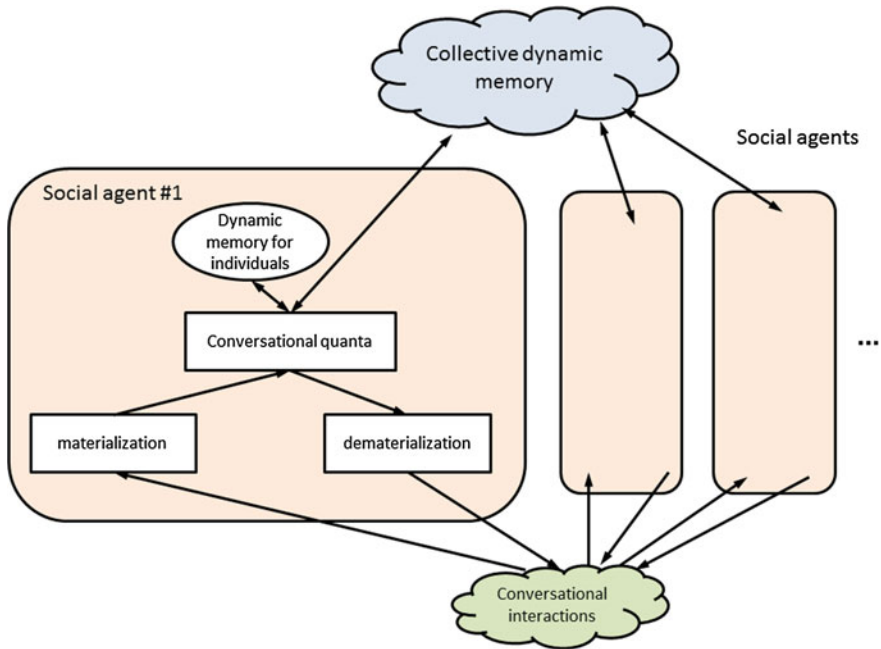 Collective dynamic
memory
Social agents
Social agent #1
Dynamic
memory for
individuals
Conversational quanta
...
materialization
dematerialization
Conversational
interactions